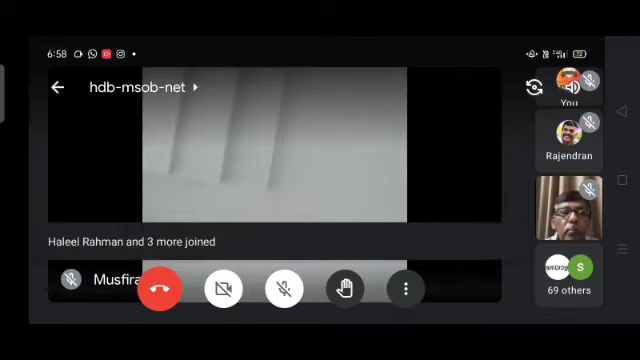 6:58
72
hdb-msob-net
You
Rajendran
Haleel Rahman and 3 more joined
Musfira
S
69 others